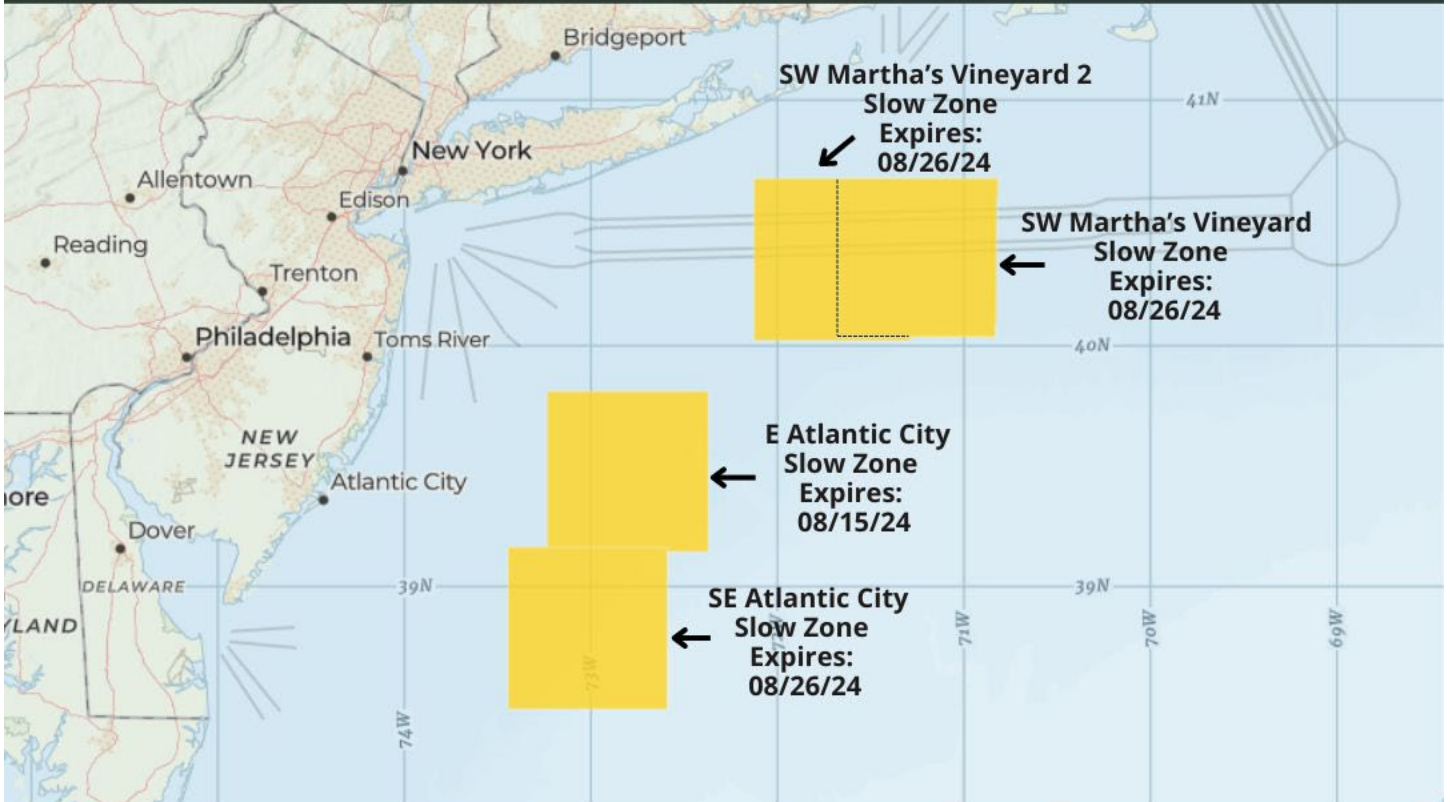 Bridgeport
SW Martha's Vineyard 2
Slow Zone
Expires:
08/26/24
41N
New York
Allentown
Edison
SW Martha's Vineyard
Slow Zone
Expires:
08/26/24
Reading
Trenton
Philadelphia
Toms River
40N
NEW
JERSEY
E Atlantic City
Slow Zone
Expires:
08/15/24
Atlantic City
ore
Dover
DELAWARE
39N
39N
YLAND
SE Atlantic City
Slow Zone
Expires:
08/26/24
74W
73W
72W
71W
70W
69W